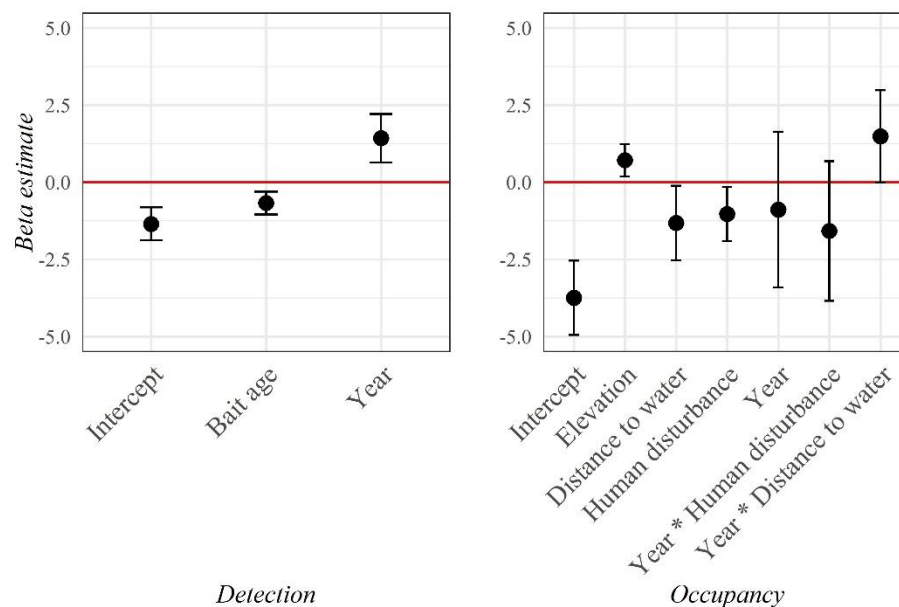 Beta estimate
5.0
2.5
0.0
-2.5
-5.0
Intercept
Bait age
Year
Detection
5.0
2.5
0.0
-2.5
-5.0
Intercept
Elevation
Distance to water
Human disturbance
Year
Year * Human disturbance
Year * Distance to water
Occupancy